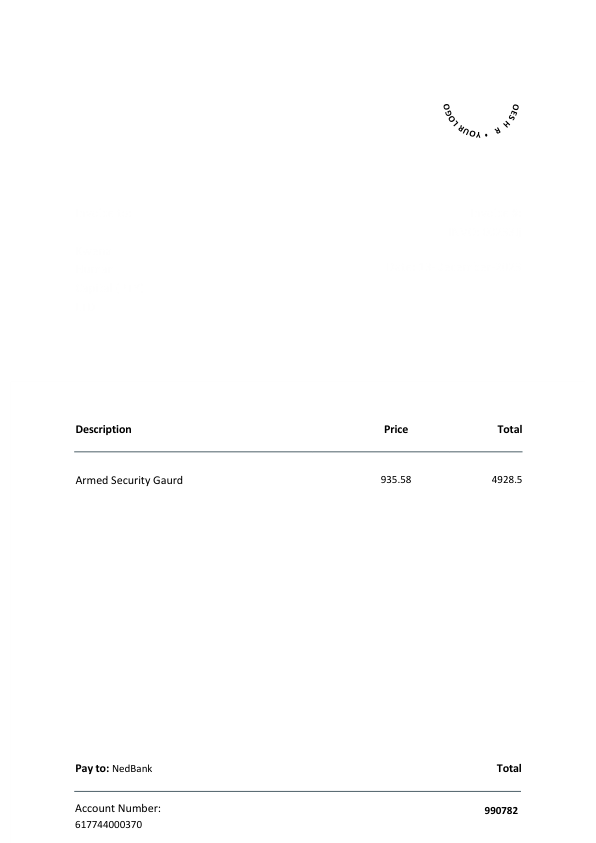 OES H R • YOUR LOGO
Description Price Total
Armed Security Gaurd 935.58 4928.5
Pay to: NedBank Total
Account Number: 990782
617744000370